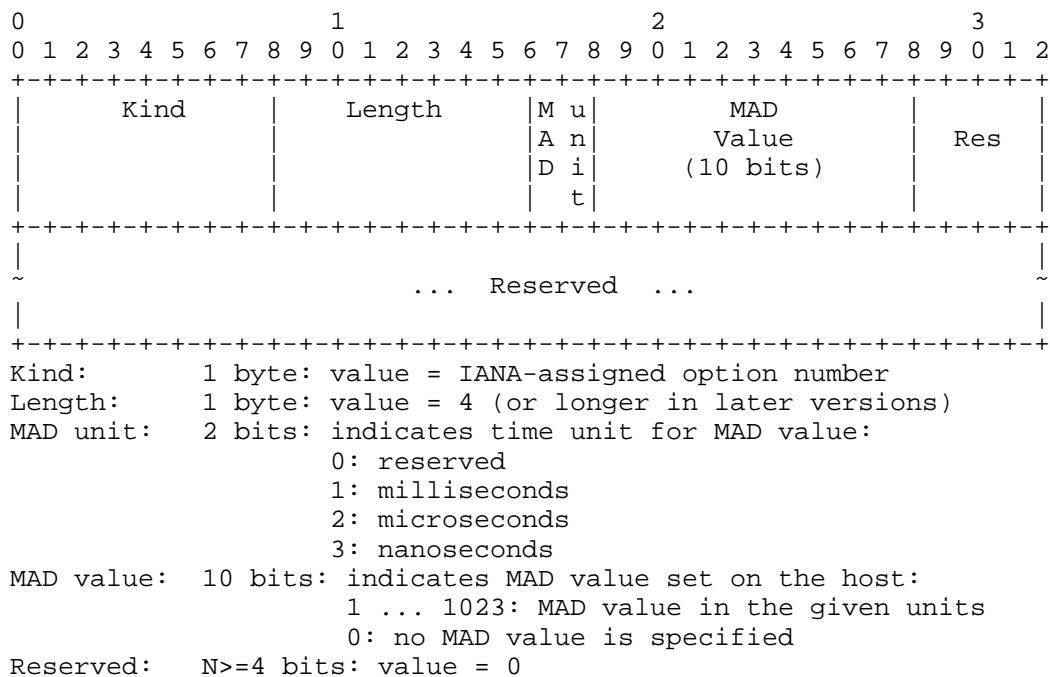 0                   1                   2                   3
0 1 2 3 4 5 6 7 8 9 0 1 2 3 4 5 6 7 8 9 0 1 2 3 4 5 6 7 8 9 0 1 2
+-+-+-+-+-+-+-+-+-+-+-+-+-+-+-+-+-+-+-+-+-+-+-+-+-+-+-+-+-+-+-+-+
|      Kind     |    Length     |M u|        MAD        |       |
|               |               |A n|       Value       |  Res  |
|               |               |D i|     (10 bits)     |       |
|               |               |  t|                   |       |
+-+-+-+-+-+-+-+-+-+-+-+-+-+-+-+-+-+-+-+-+-+-+-+-+-+-+-+-+-+-+-+-+
|                                                               |
~                         ...  Reserved  ...                    ~
|                                                               |
+-+-+-+-+-+-+-+-+-+-+-+-+-+-+-+-+-+-+-+-+-+-+-+-+-+-+-+-+-+-+-+-+
Kind:       1 byte: value = IANA-assigned option number
Length:     1 byte: value = 4 (or longer in later versions)
MAD unit:   2 bits: indicates time unit for MAD value:
                    0: reserved
                    1: milliseconds
                    2: microseconds
                    3: nanoseconds
MAD value:  10 bits: indicates MAD value set on the host:
                     1 ... 1023: MAD value in the given units
                     0: no MAD value is specified
Reserved:   N>=4 bits: value = 0